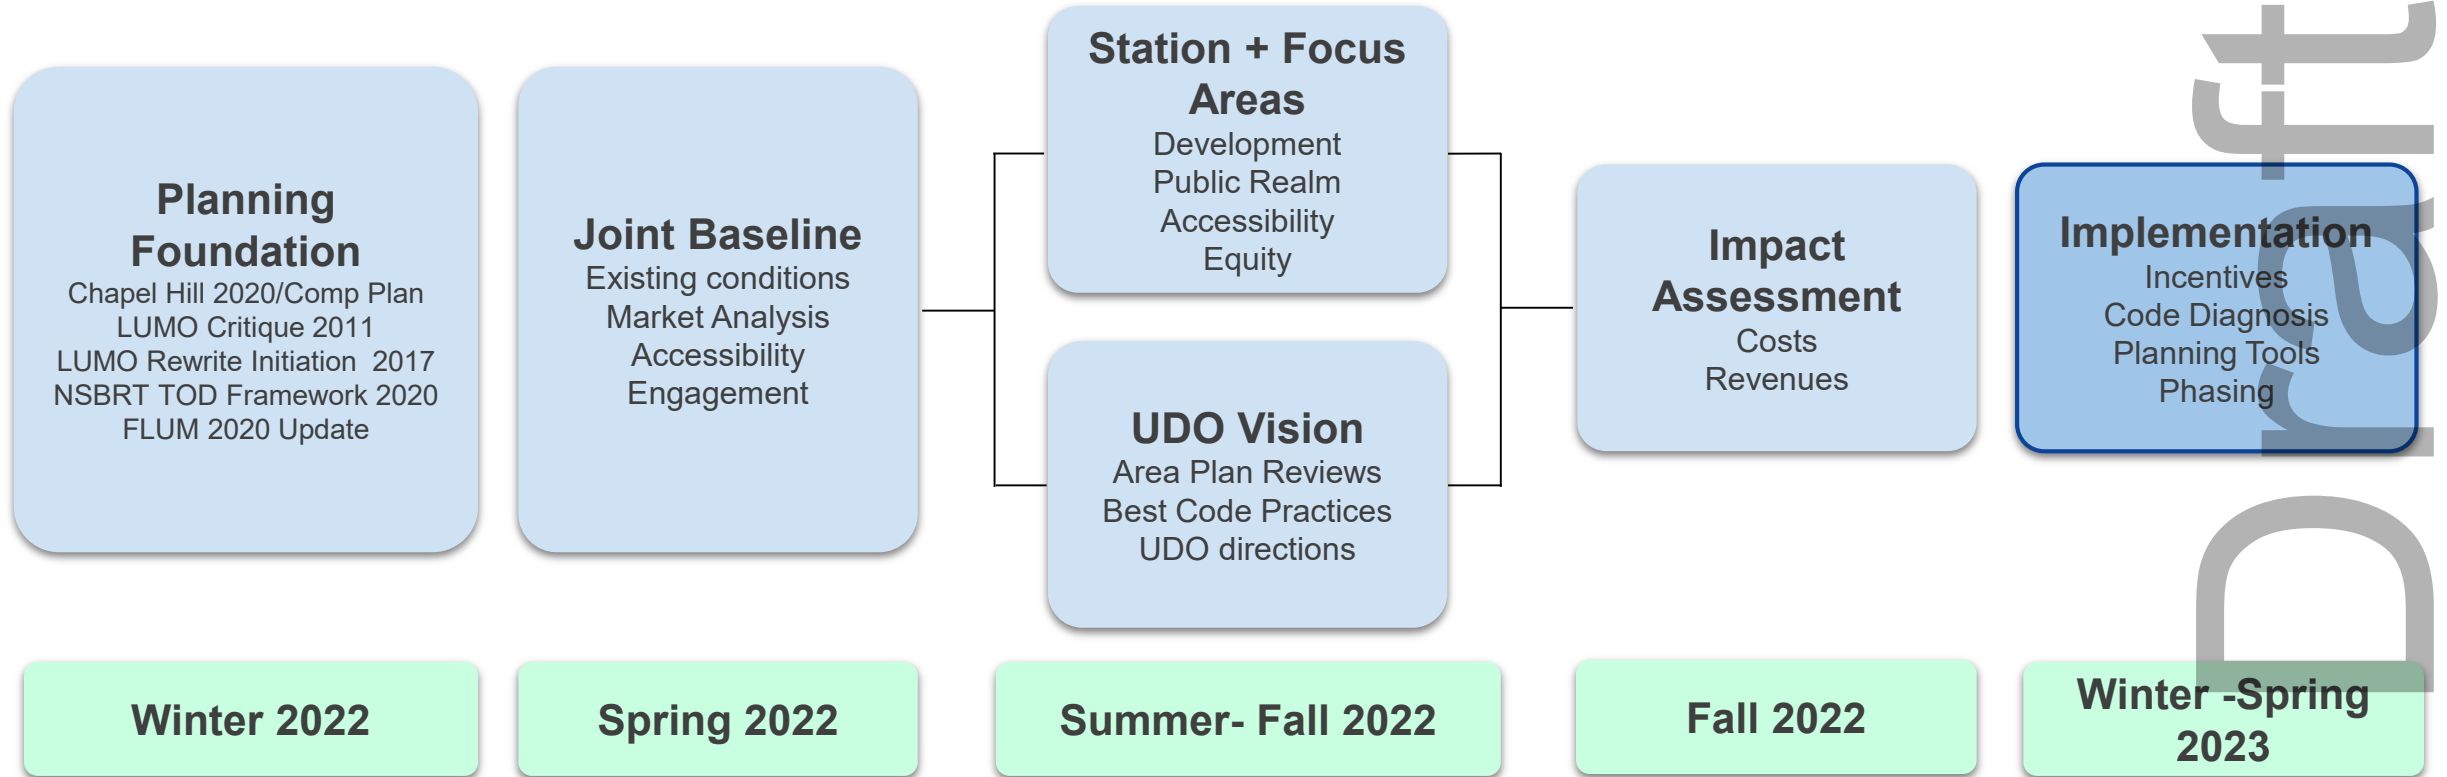 Planning
Foundation
Chapel Hill 2020/Comp Plan
LUMO Critique 2011
LUMO Rewrite Initiation  2017
NSBRT TOD Framework 2020
FLUM 2020 Update
Joint Baseline
Existing conditions
Market Analysis
Accessibility
Engagement
Station + Focus
Areas
Development
Public Realm
Accessibility
Equity
UDO Vision
Area Plan Reviews
Best Code Practices
UDO directions
Impact
Assessment
Costs
Revenues
Implementation
Incentives
Code Diagnosis
Planning Tools
Phasing
Draft
Winter 2022
Spring 2022
Summer- Fall 2022
Fall 2022
Winter -Spring
2023